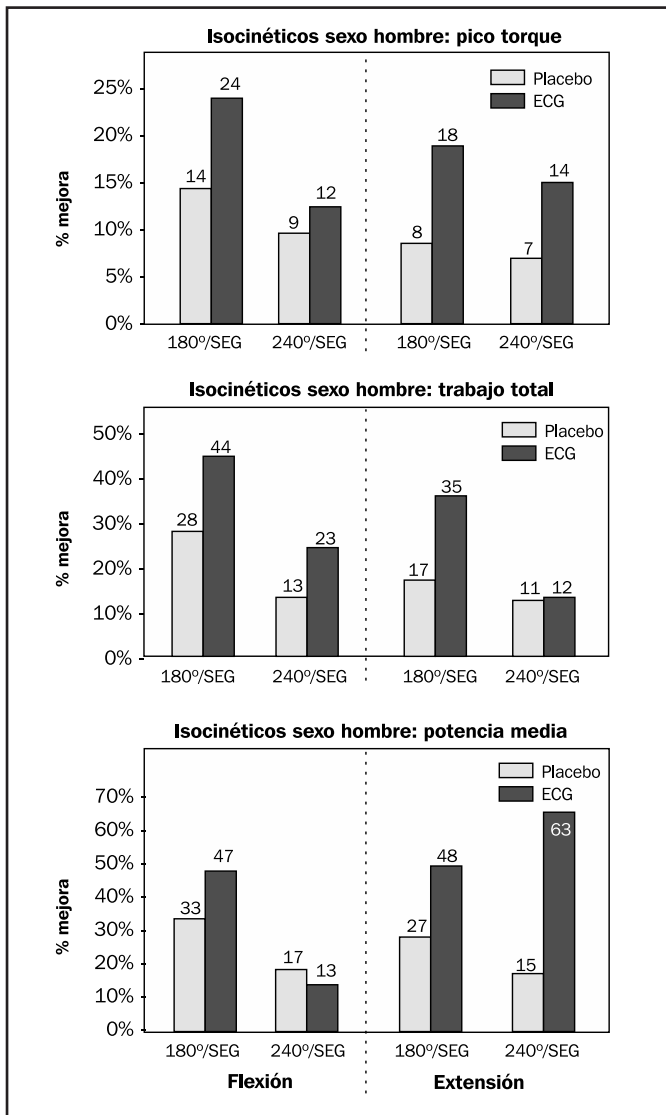 Isocinéticos sexo hombre: pico torque
Placebo
ECG
% mejora
25%
20%
15%
10%
5%
0%
14
24
9
12
8
18
7
14
180º/SEG 240º/SEG 180º/SEG 240º/SEG
Isocinéticos sexo hombre: trabajo total
Placebo
ECG
% mejora
50%
40%
30%
20%
10%
0%
28
44
13
23
17
35
11
12
180º/SEG 240º/SEG 180º/SEG 240º/SEG
Isocinéticos sexo hombre: potencia media
Placebo
ECG
% mejora
70%
60%
50%
40%
30%
20%
10%
0%
33
47
17
13
27
48
15
63
180º/SEG 240º/SEG 180º/SEG 240º/SEG
Flexión Extensión